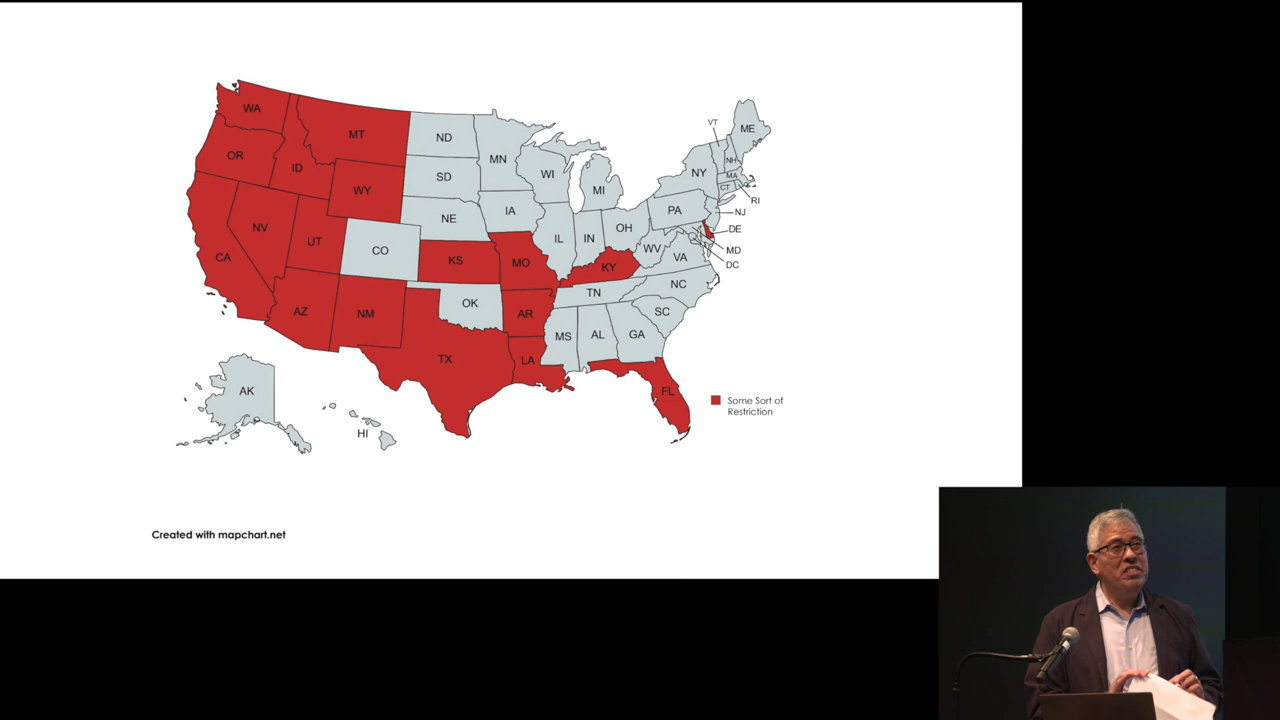 WA
MT
ND
MN
OR
ID
WY
SD
WI
MI
NY
VT
ME
NH
MA
CT
RI
NV
UT
CO
NE
IA
IL
IN
OH
PA
NJ
DE
MD
DC
CA
KS
MO
KY
WV
VA
AZ
NM
OK
AR
TN
NC
SC
TX
LA
MS
AL
GA
FL
AK
HI
Some Sort of
Restriction
Created with mapchart.net